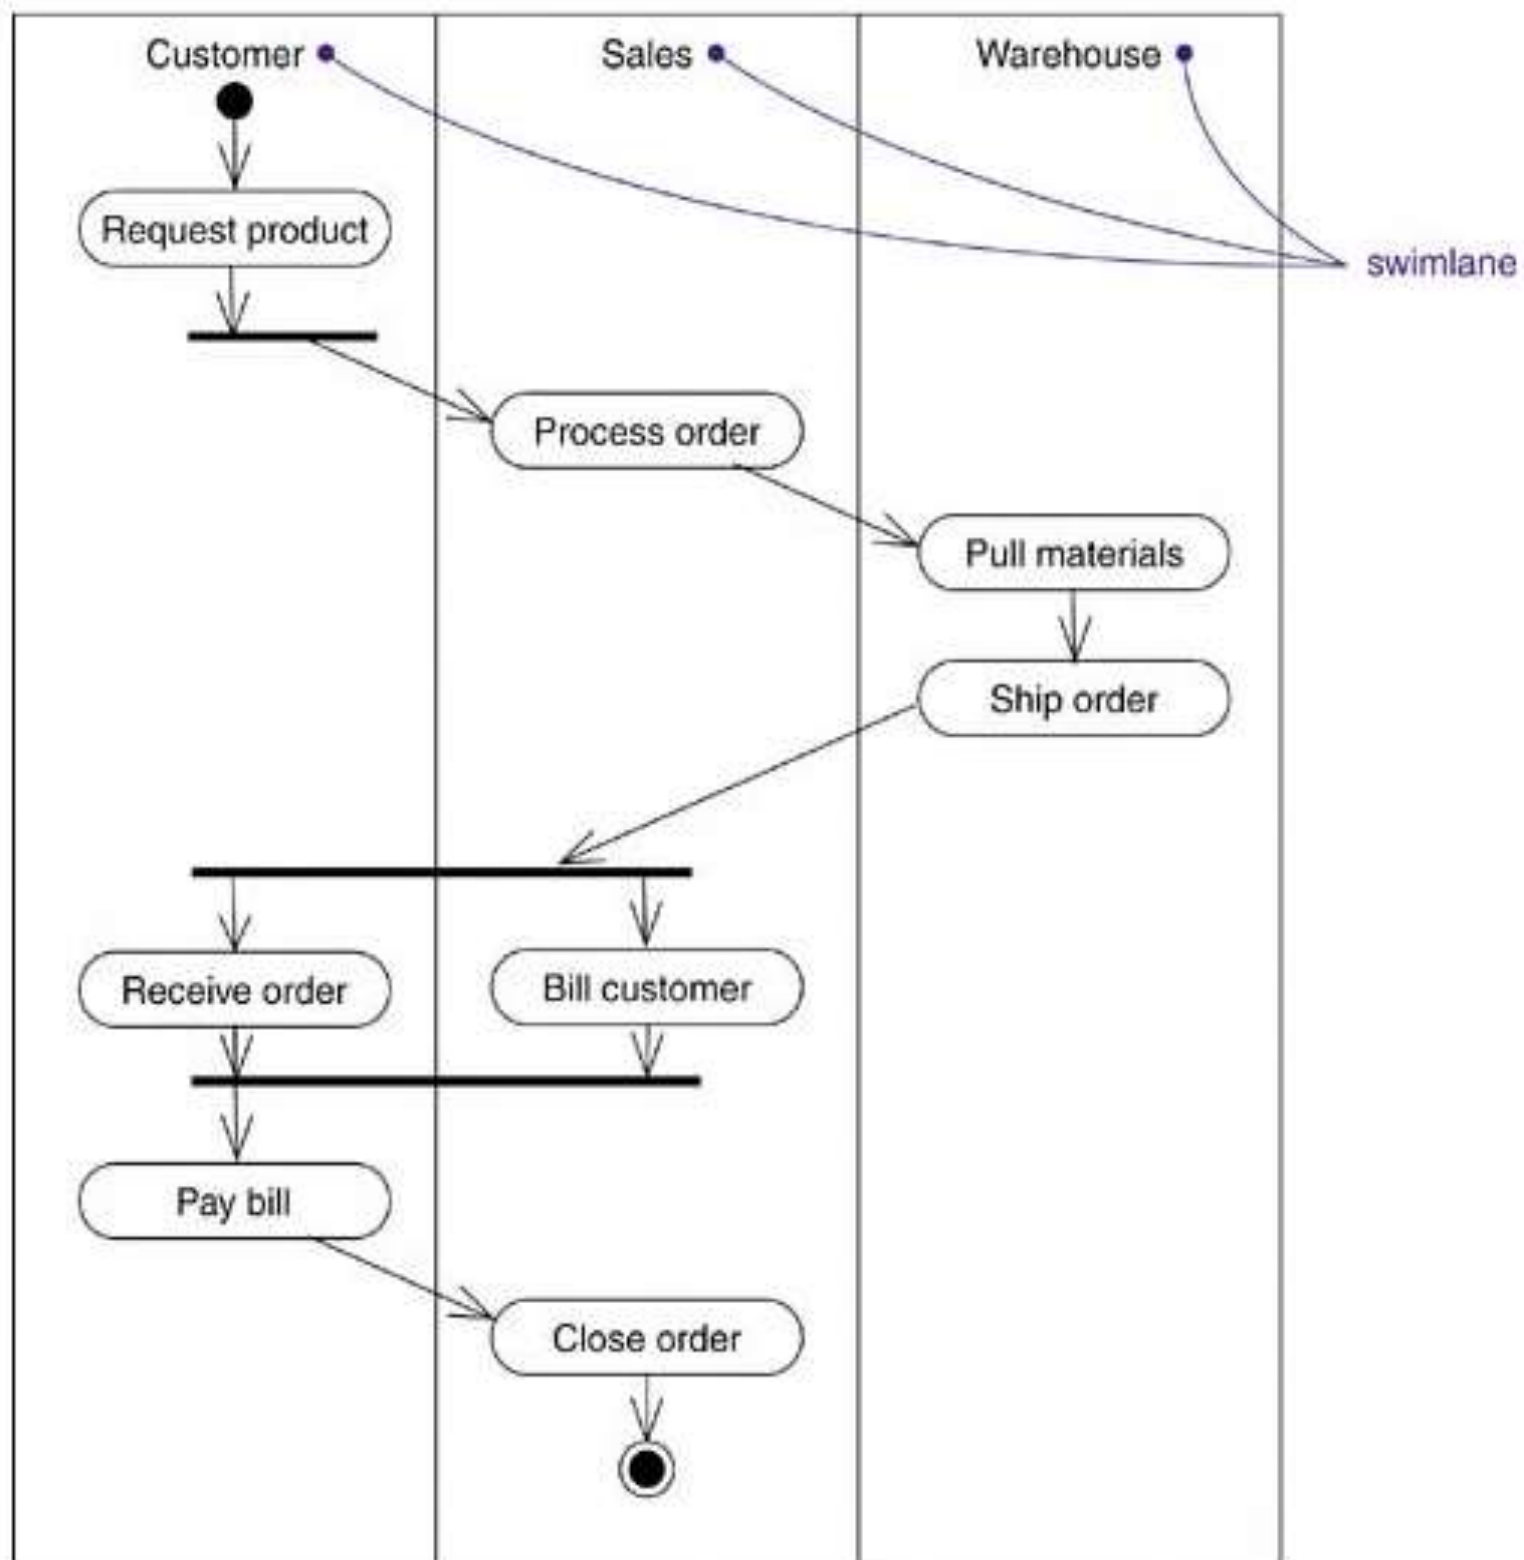 Customer
Sales
Warehouse
Request product
swimlane
Process order
Pull materials
Ship order
Receive order
Bill customer
Pay bill
Close order